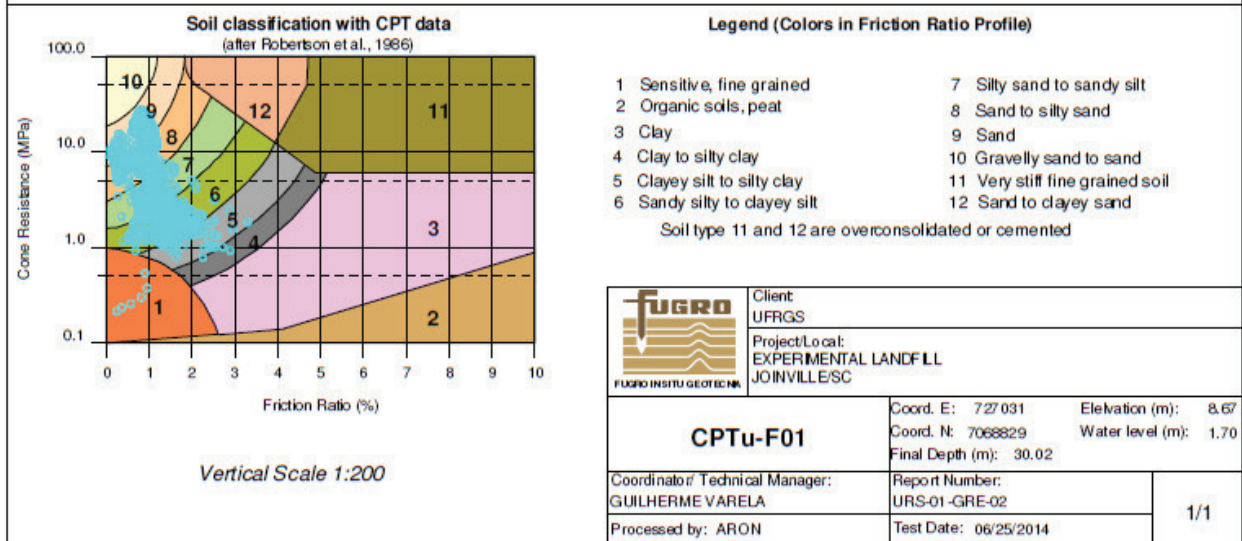 Soil classification with CPT data
(after Robertson et al., 1986)
100.0
10.0
1.0
0.1
Cone Resistance (MPa)
10
9
8
7
6
5
4
12
11
3
1
2
0 1 2 3 4 5 6 7 8 9 10
Friction Ratio (%)
Vertical Scale 1:200
Legend (Colors in Friction Ratio Profile)
1 Sensitive, fine grained
2 Organic soils, peat
3 Clay
4 Clay to silty clay
5 Clayey silt to silty clay
6 Sandy silty to clayey silt
7 Silty sand to sandy silt
8 Sand to silty sand
9 Sand
10 Gravelly sand to sand
11 Very stiff fine grained soil
12 Sand to clayey sand
Soil type 11 and 12 are overconsolidated or cemented
FUGRO
FUGRO INSITU GEOTECNIA
Client:
UFRGS
Project/Local:
EXPERIMENTAL LANDFILL
JOINVILLE/SC
CPTu-F01
Coord. E: 727031 Elelvation (m): 8.67
Coord. N: 7068829 Water level (m): 1.70
Final Depth (m): 30.02
Coordinator/ Technical Manager:
GUILHERME VARELA
Report Number:
URS-01-GRE-02
Processed by: ARON
Test Date: 06/25/2014
1/1